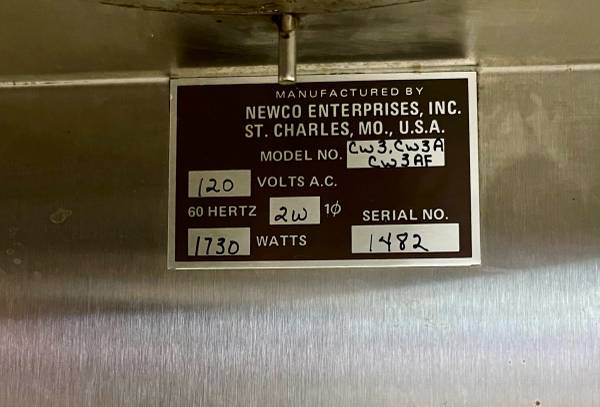 MANUFACTURED BY
NEWCO ENTERPRISES, INC.
ST. CHARLES, MO., U.S.A.
MODEL NO. CW3, CW3A
CW3AF
120 VOLTS A.C.
60 HERTZ 2W 1φ SERIAL NO.
1730 WATTS 1482